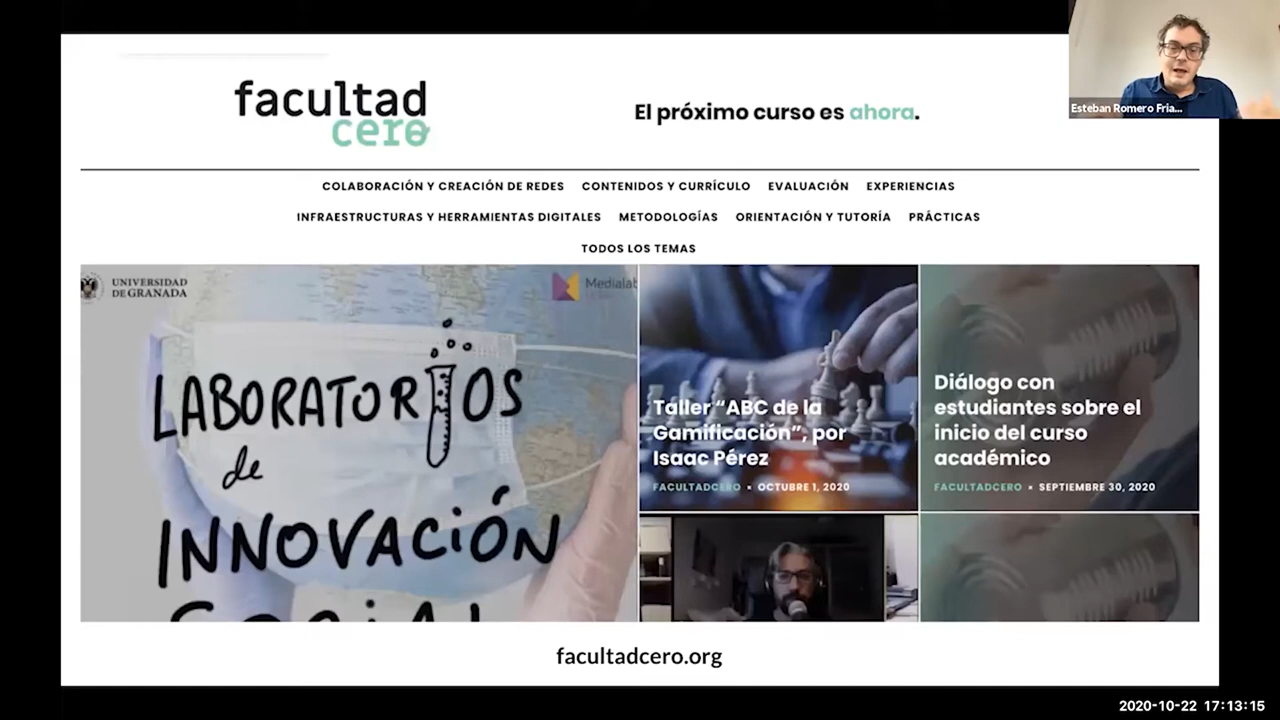 facultad
cero
El próximo curso es ahora.
Esteban Romero Fría...
COLABORACIÓN Y CREACIÓN DE REDES CONTENIDOS Y CURRÍCULO EVALUACIÓN EXPERIENCIAS
INFRAESTRUCTURAS Y HERRAMIENTAS DIGITALES METODOLOGÍAS ORIENTACIÓN Y TUTORÍA PRÁCTICAS
TODOS LOS TEMAS
UNIVERSIDAD
DE GRANADA
Medialab
LABORATORIOS
de
INNOVACIÓN
SOCIAL
Taller “ABC de la
Gamificación”, por
Isaac Pérez
FACULTADCERO × OCTUBRE 1, 2020
Diálogo con
estudiantes sobre el
inicio del curso
académico
FACULTADCERO × SEPTIEMBRE 30, 2020
facultadcero.org
2020-10-22 17:13:15